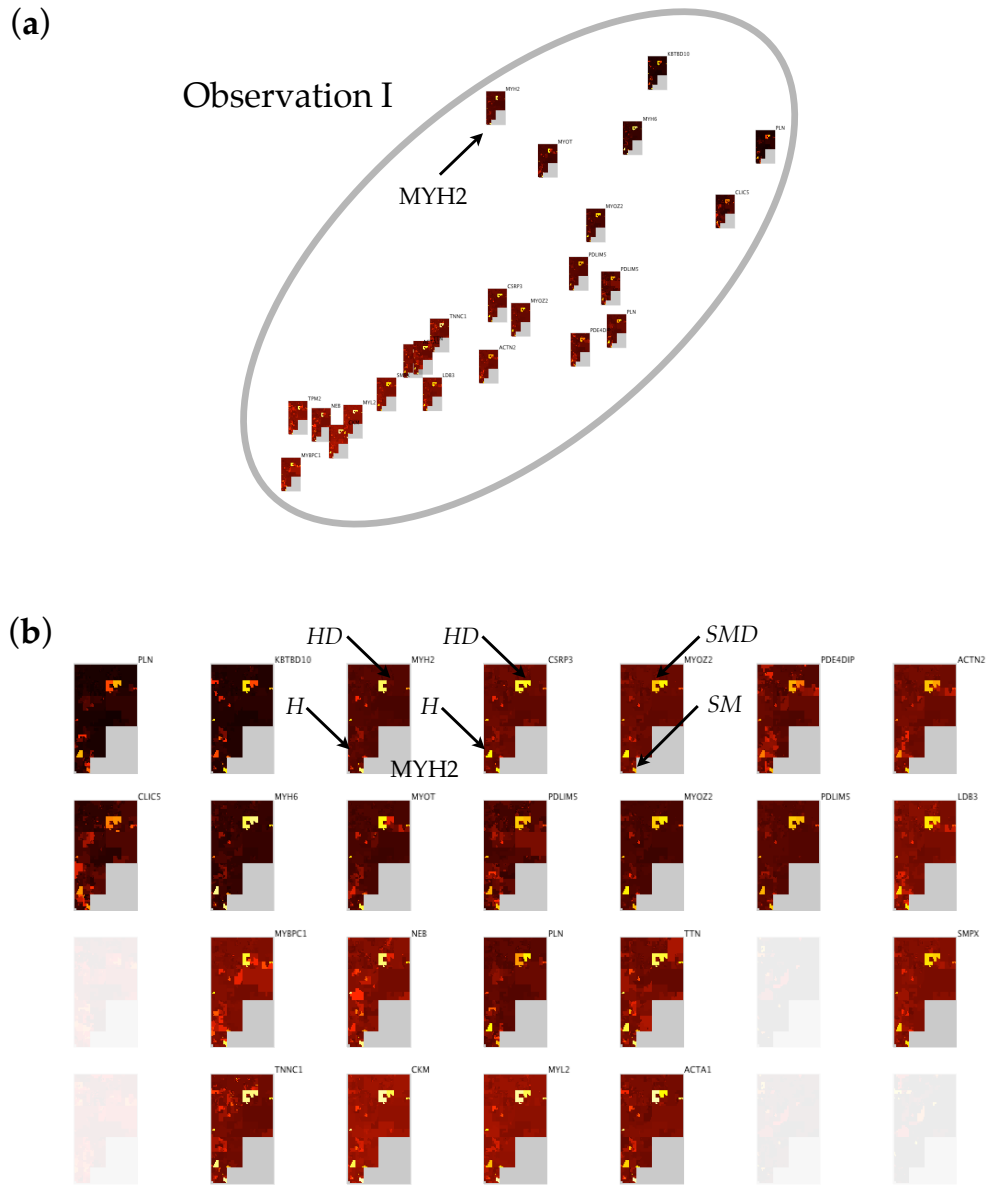 (a)
KBTBD10
Observation I
MYH2
MYH6
PLN
MYOT
MYH2
CLIC5
MYOZ2
PDLIM5
PDLIM5
CSRP3
MYOZ2
TNNC1
PLN
PDE4D
ACTN2
LDB3
TPM2
NEB
MYL2
MYBPC1
(b)
HD HD SMD
PLN KBTBD10 MYH2 CSRP3 MYOZ2 PDE4DIP ACTN2
H H SM
MYH2
CLIC5 MYH6 MYOT PDLIM5 MYOZ2 PDLIM5 LDB3
MYBPC1 NEB PLN TTN SMPX
TNNC1 CKM MYL2 ACTA1